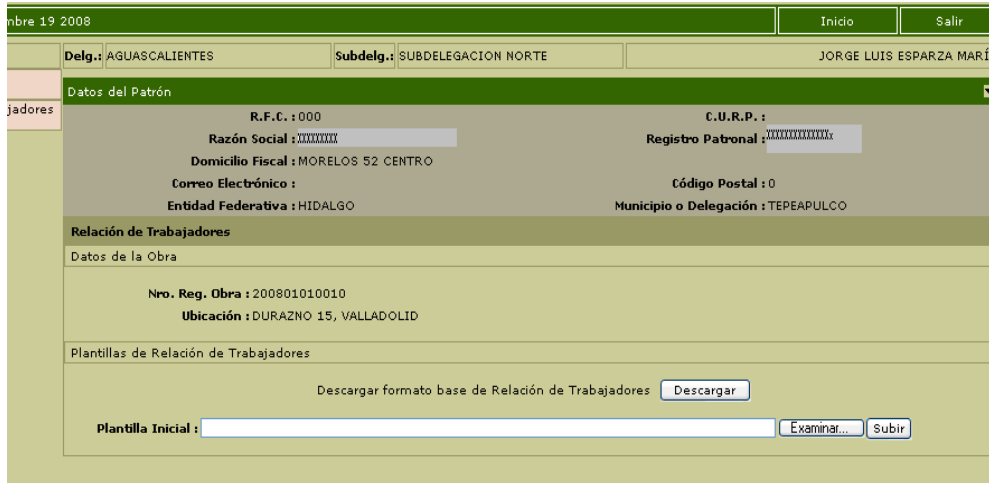 mbre 19 2008 Inicio Salir
Delg.: AGUASCALIENTES Subdelg.: SUBDELEGACION NORTE JORGE LUIS ESPARZA MARÍ
Datos del Patrón
jadores
R.F.C. : 000 C.U.R.P. :
Razón Social : XXXXXXXXX Registro Patronal :
Domicilio Fiscal : MORELOS 52 CENTRO
Correo Electrónico : Código Postal : 0
Entidad Federativa : HIDALGO Municipio o Delegación : TEPEAPULCO
Relación de Trabajadores
Datos de la Obra
Nro. Reg. Obra : 200801010010
Ubicación : DURAZNO 15, VALLADOLID
Plantillas de Relación de Trabajadores
Descargar formato base de Relación de Trabajadores Descargar
Plantilla Inicial : Examinar... Subir